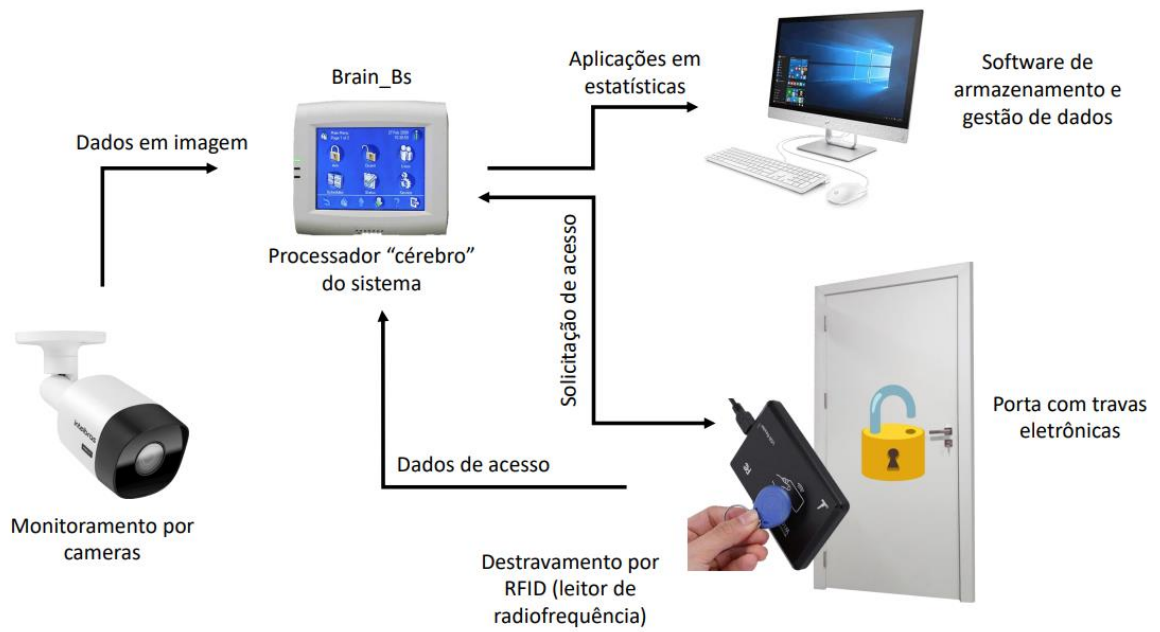 Brain_Bs
Aplicações em
estatísticas
Software de
armazenamento e
gestão de dados
Dados em imagem
Processador “cérebro”
do sistema
Solicitação de acesso
Porta com travas
eletrônicas
intelbras
Dados de acesso
Monitoramento por
cameras
Destravamento por
RFID (leitor de
radiofrequência)